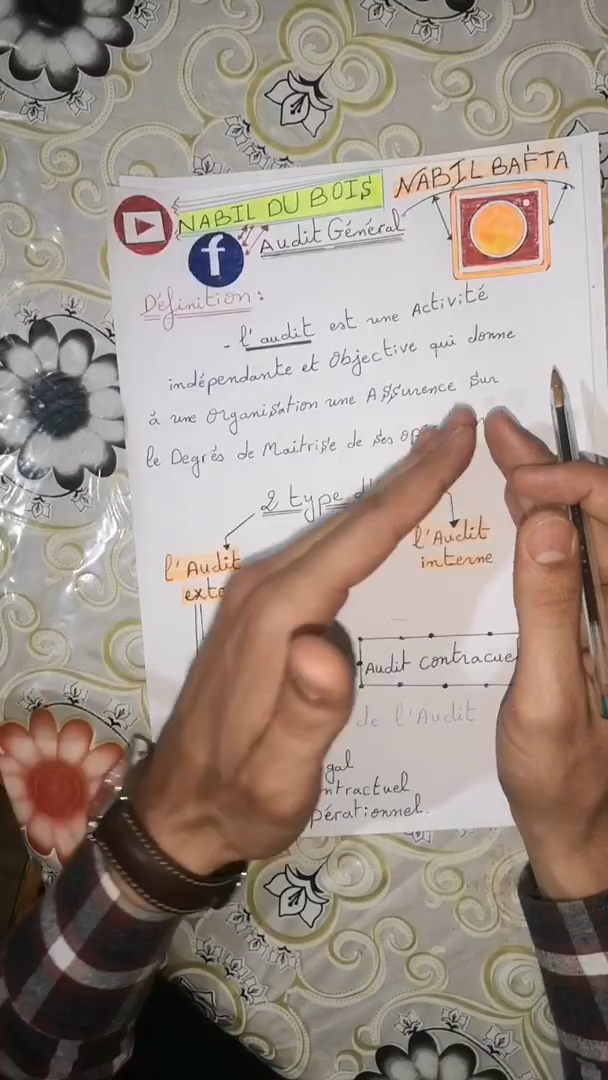 NABIL DU BOIS
NABIL BAFTA
f
Audit Général
Définition :
- l'audit est une Activité
indépendante et Objective qui donne
à une Organisation une Assurence Sur
le Degrés de Maitrise de ses opé
2 type d'
l'Audit
exte
l'Audit
interne
Audit contracuel
de l'Audit
gal
ntractuel
pérationnel.